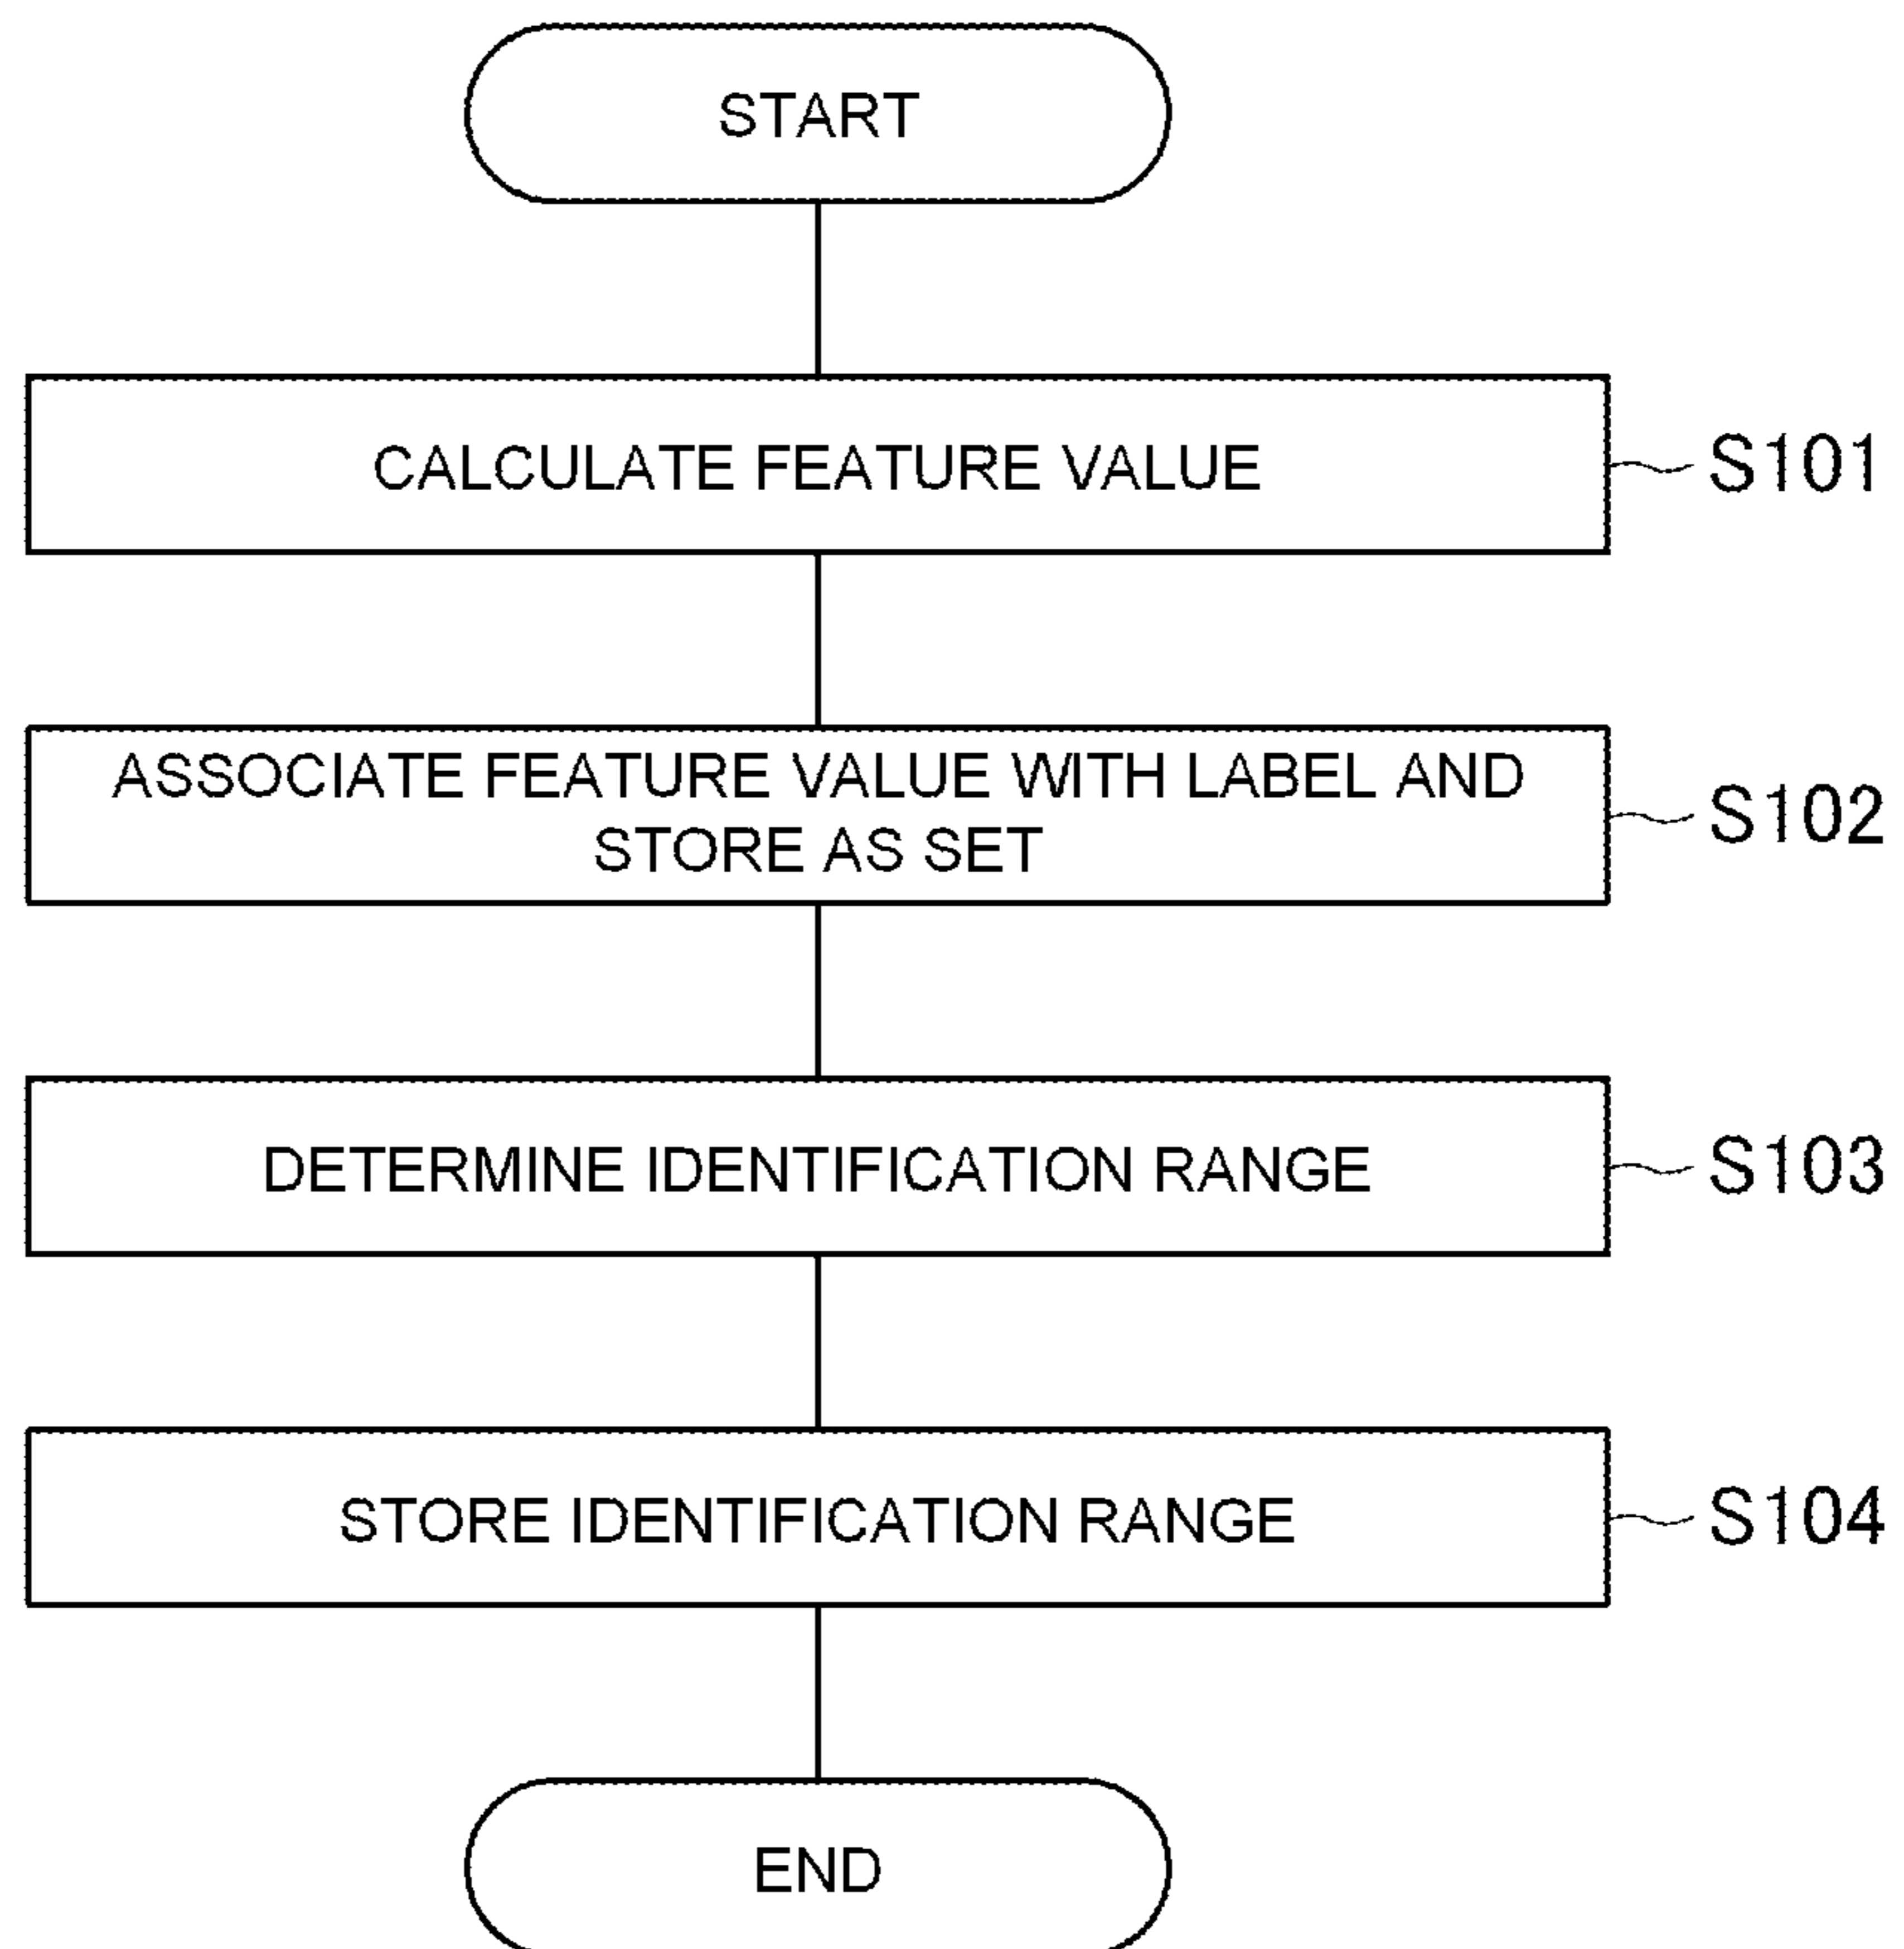 START
CALCULATE FEATURE VALUE
S101
ASSOCIATE FEATURE VALUE WITH LABEL AND
STORE AS SET
S102
DETERMINE IDENTIFICATION RANGE
S103
STORE IDENTIFICATION RANGE
S104
END